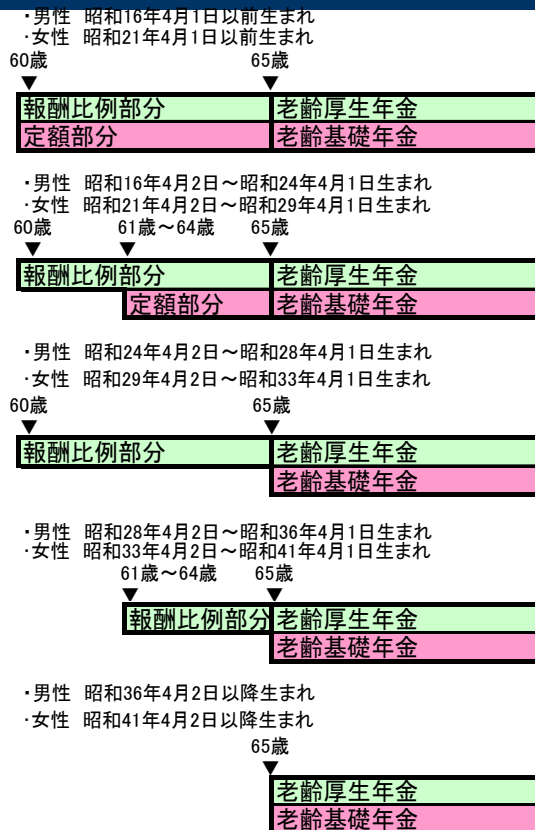 ・男性 昭和16年4月1日以前生まれ
・女性 昭和21年4月1日以前生まれ
60歳 65歳
▼ ▼
報酬比例部分 老齢厚生年金
定額部分 老齢基礎年金
・男性 昭和16年4月2日～昭和24年4月1日生まれ
・女性 昭和21年4月2日～昭和29年4月1日生まれ
60歳 61歳～64歳 65歳
▼ ▼ ▼
報酬比例部分 老齢厚生年金
定額部分 老齢基礎年金
・男性 昭和24年4月2日～昭和28年4月1日生まれ
・女性 昭和29年4月2日～昭和33年4月1日生まれ
60歳 65歳
▼ ▼
報酬比例部分 老齢厚生年金
老齢基礎年金
・男性 昭和28年4月2日～昭和36年4月1日生まれ
・女性 昭和33年4月2日～昭和41年4月1日生まれ
61歳～64歳 65歳
▼ ▼
報酬比例部分 老齢厚生年金
老齢基礎年金
・男性 昭和36年4月2日以降生まれ
・女性 昭和41年4月2日以降生まれ
65歳
▼
老齢厚生年金
老齢基礎年金